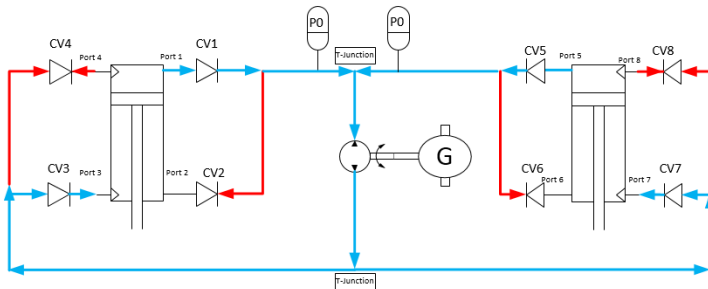 P0
P0
CV4
Port 4
Port 1
CV1
T-Junction
CV5
Port 5
Port 8
CV8
G
CV3
Port 3
Port 2
CV2
CV6
Port 6
Port 7
CV7
T-Junction